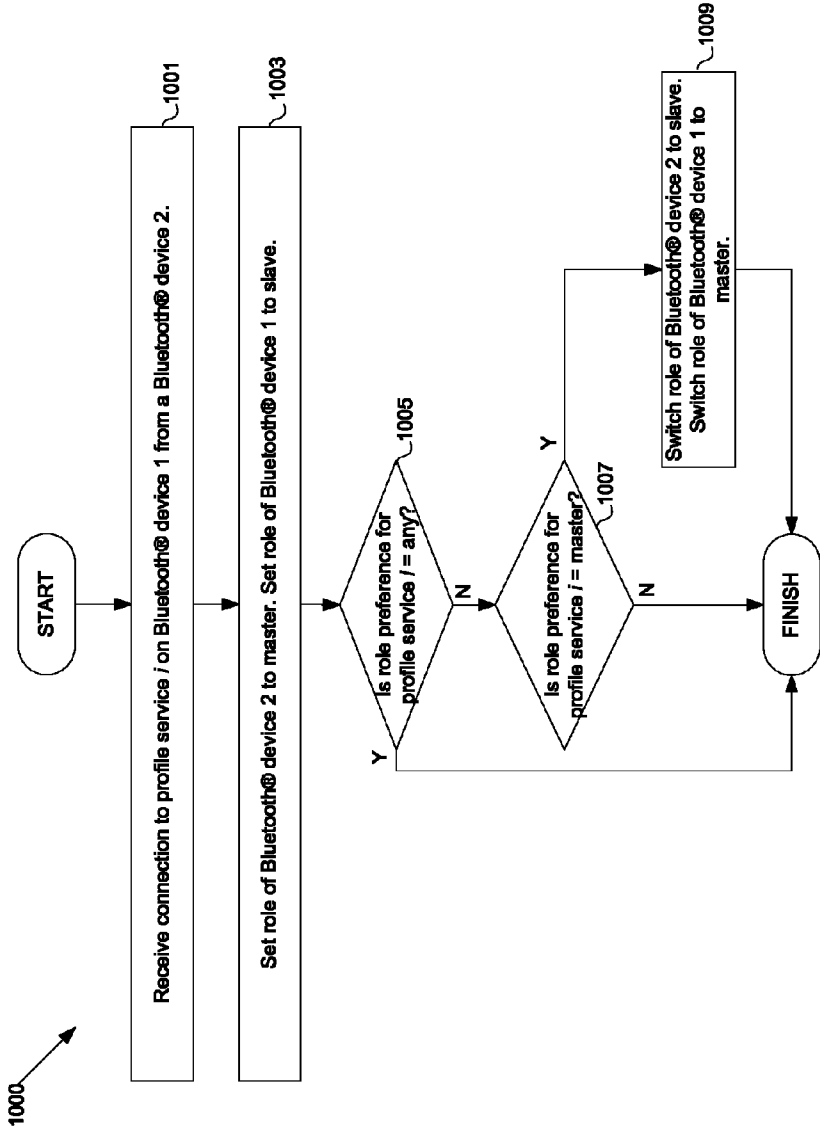 1000
START
Receive connection to profile service i on Bluetooth® device 1 from a Bluetooth® device 2.
1001
Set role of Bluetooth® device 2 to master. Set role of Bluetooth® device 1 to slave.
1003
Is role preference for
profile service i = any?
1005
Y
N
Is role preference for
profile service i = master?
1007
Y
N
Switch role of Bluetooth® device 2 to slave.
Switch role of Bluetooth® device 1 to
master.
1009
FINISH